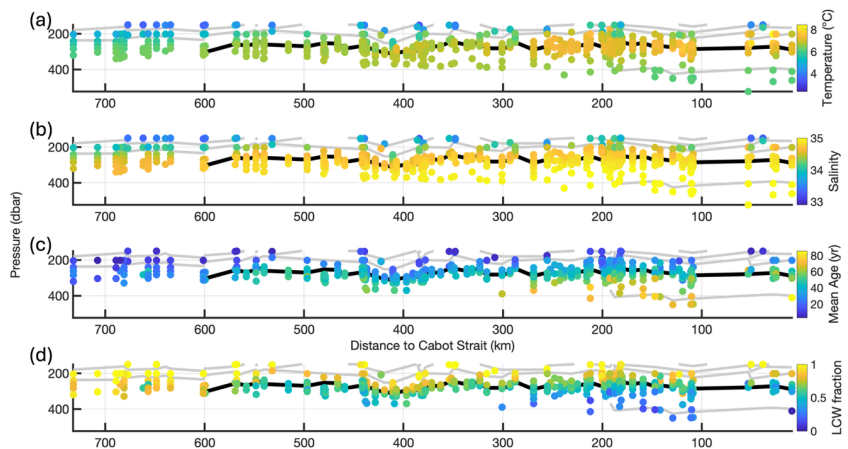 (a)
200
400
700 600 500 400 300 200 100
8
6
4
Temperature (°C)
(b)
200
400
700 600 500 400 300 200 100
35
34
33
Salinity
Pressure (dbar)
(c)
200
400
700 600 500 400 300 200 100
80
60
40
20
Mean Age (yr)
Distance to Cabot Strait (km)
(d)
200
400
700 600 500 400 300 200 100
1
0.5
0
LCW fraction